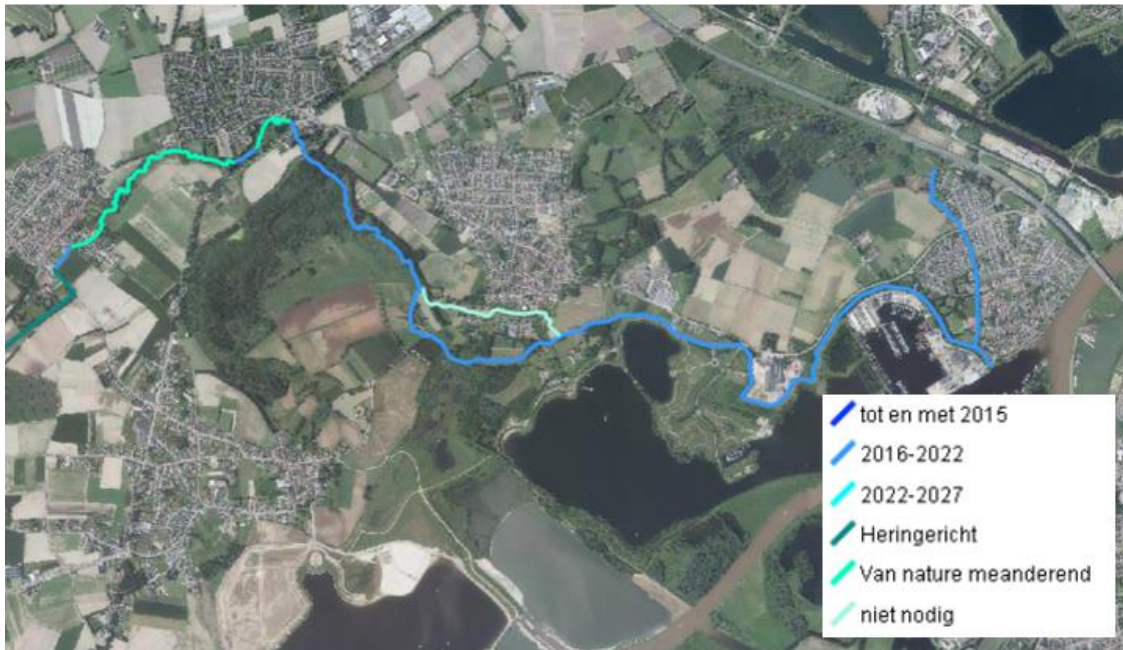 tot en met 2015
2016-2022
2022-2027
Heringericht
Van nature meanderend
niet nodig